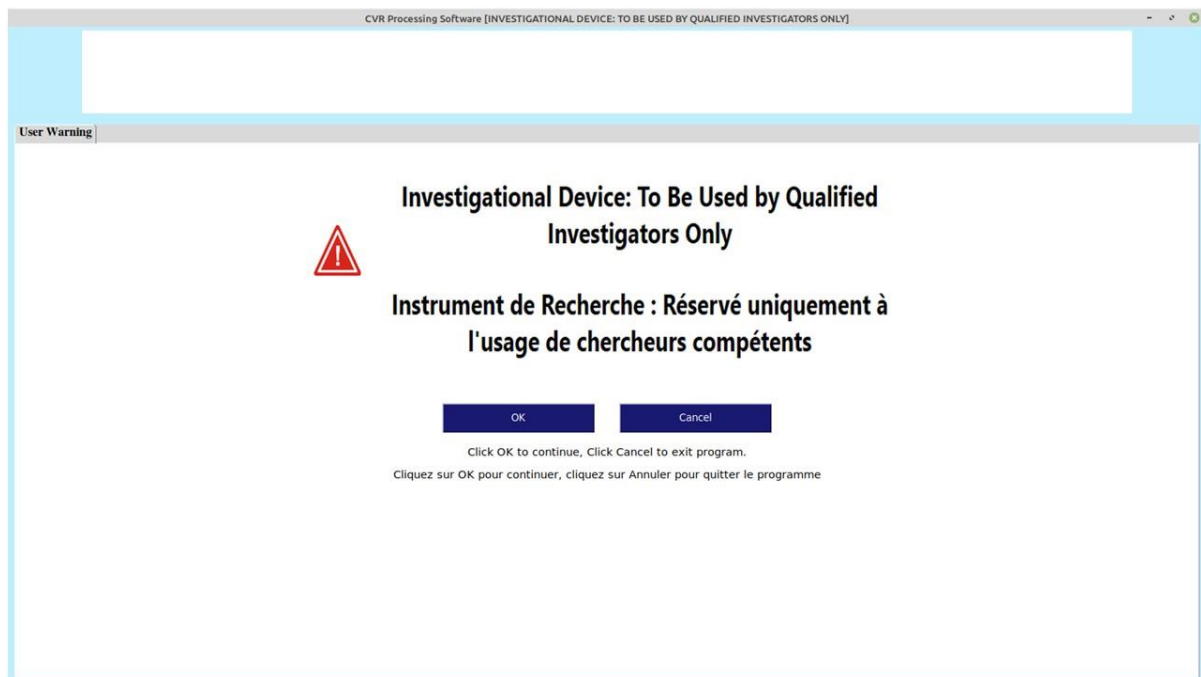 CVR Processing Software [INVESTIGATIONAL DEVICE: TO BE USED BY QUALIFIED INVESTIGATORS ONLY]
User Warning
Investigational Device: To Be Used by Qualified
Investigators Only
Instrument de Recherche : Réservé uniquement à
l'usage de chercheurs compétents
OK Cancel
Click OK to continue, Click Cancel to exit program.
Cliquez sur OK pour continuer, cliquez sur Annuler pour quitter le programme